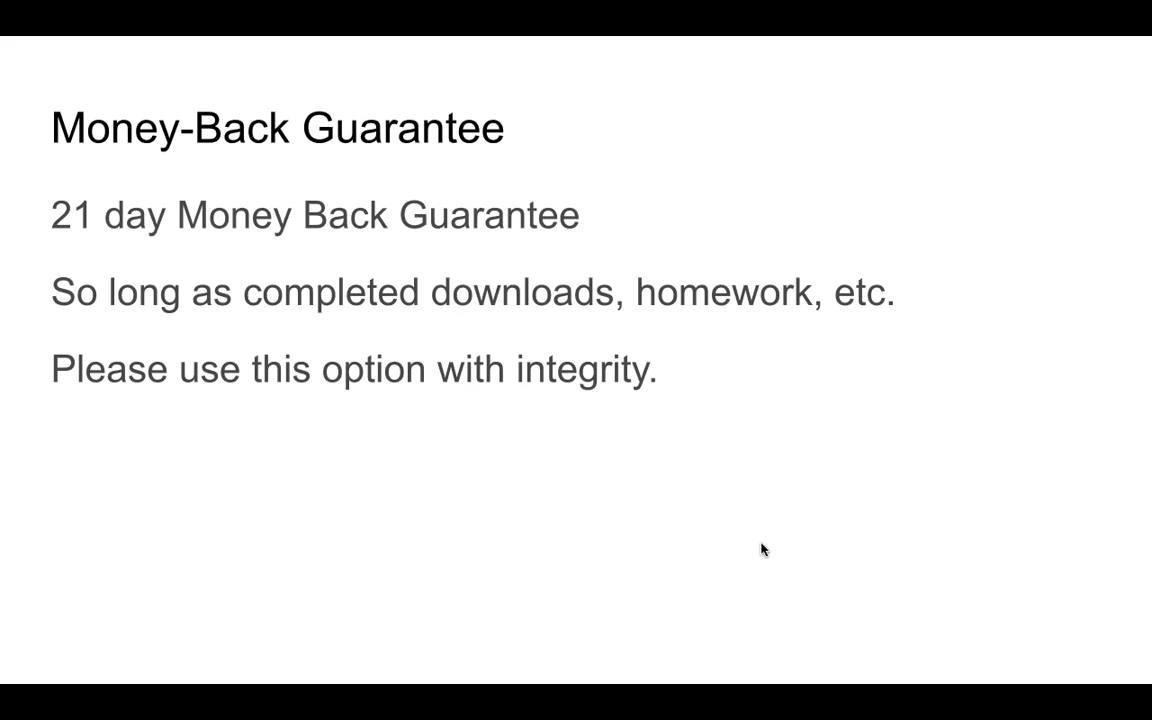 Money-Back Guarantee
21 day Money Back Guarantee
So long as completed downloads, homework, etc.
Please use this option with integrity.